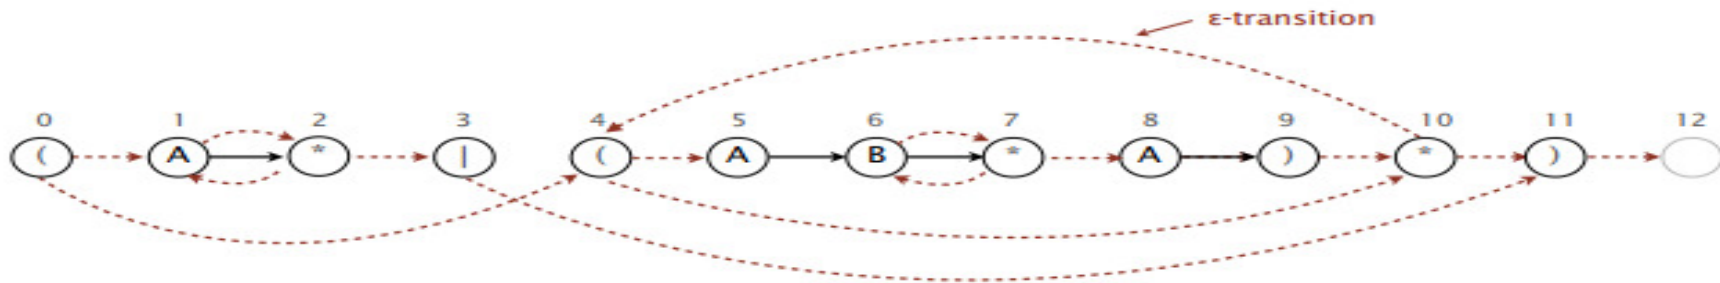 ε-transition
0 1 2 3 4 5 6 7 8 9 10 11 12
( A * | ( A B * A ) * )